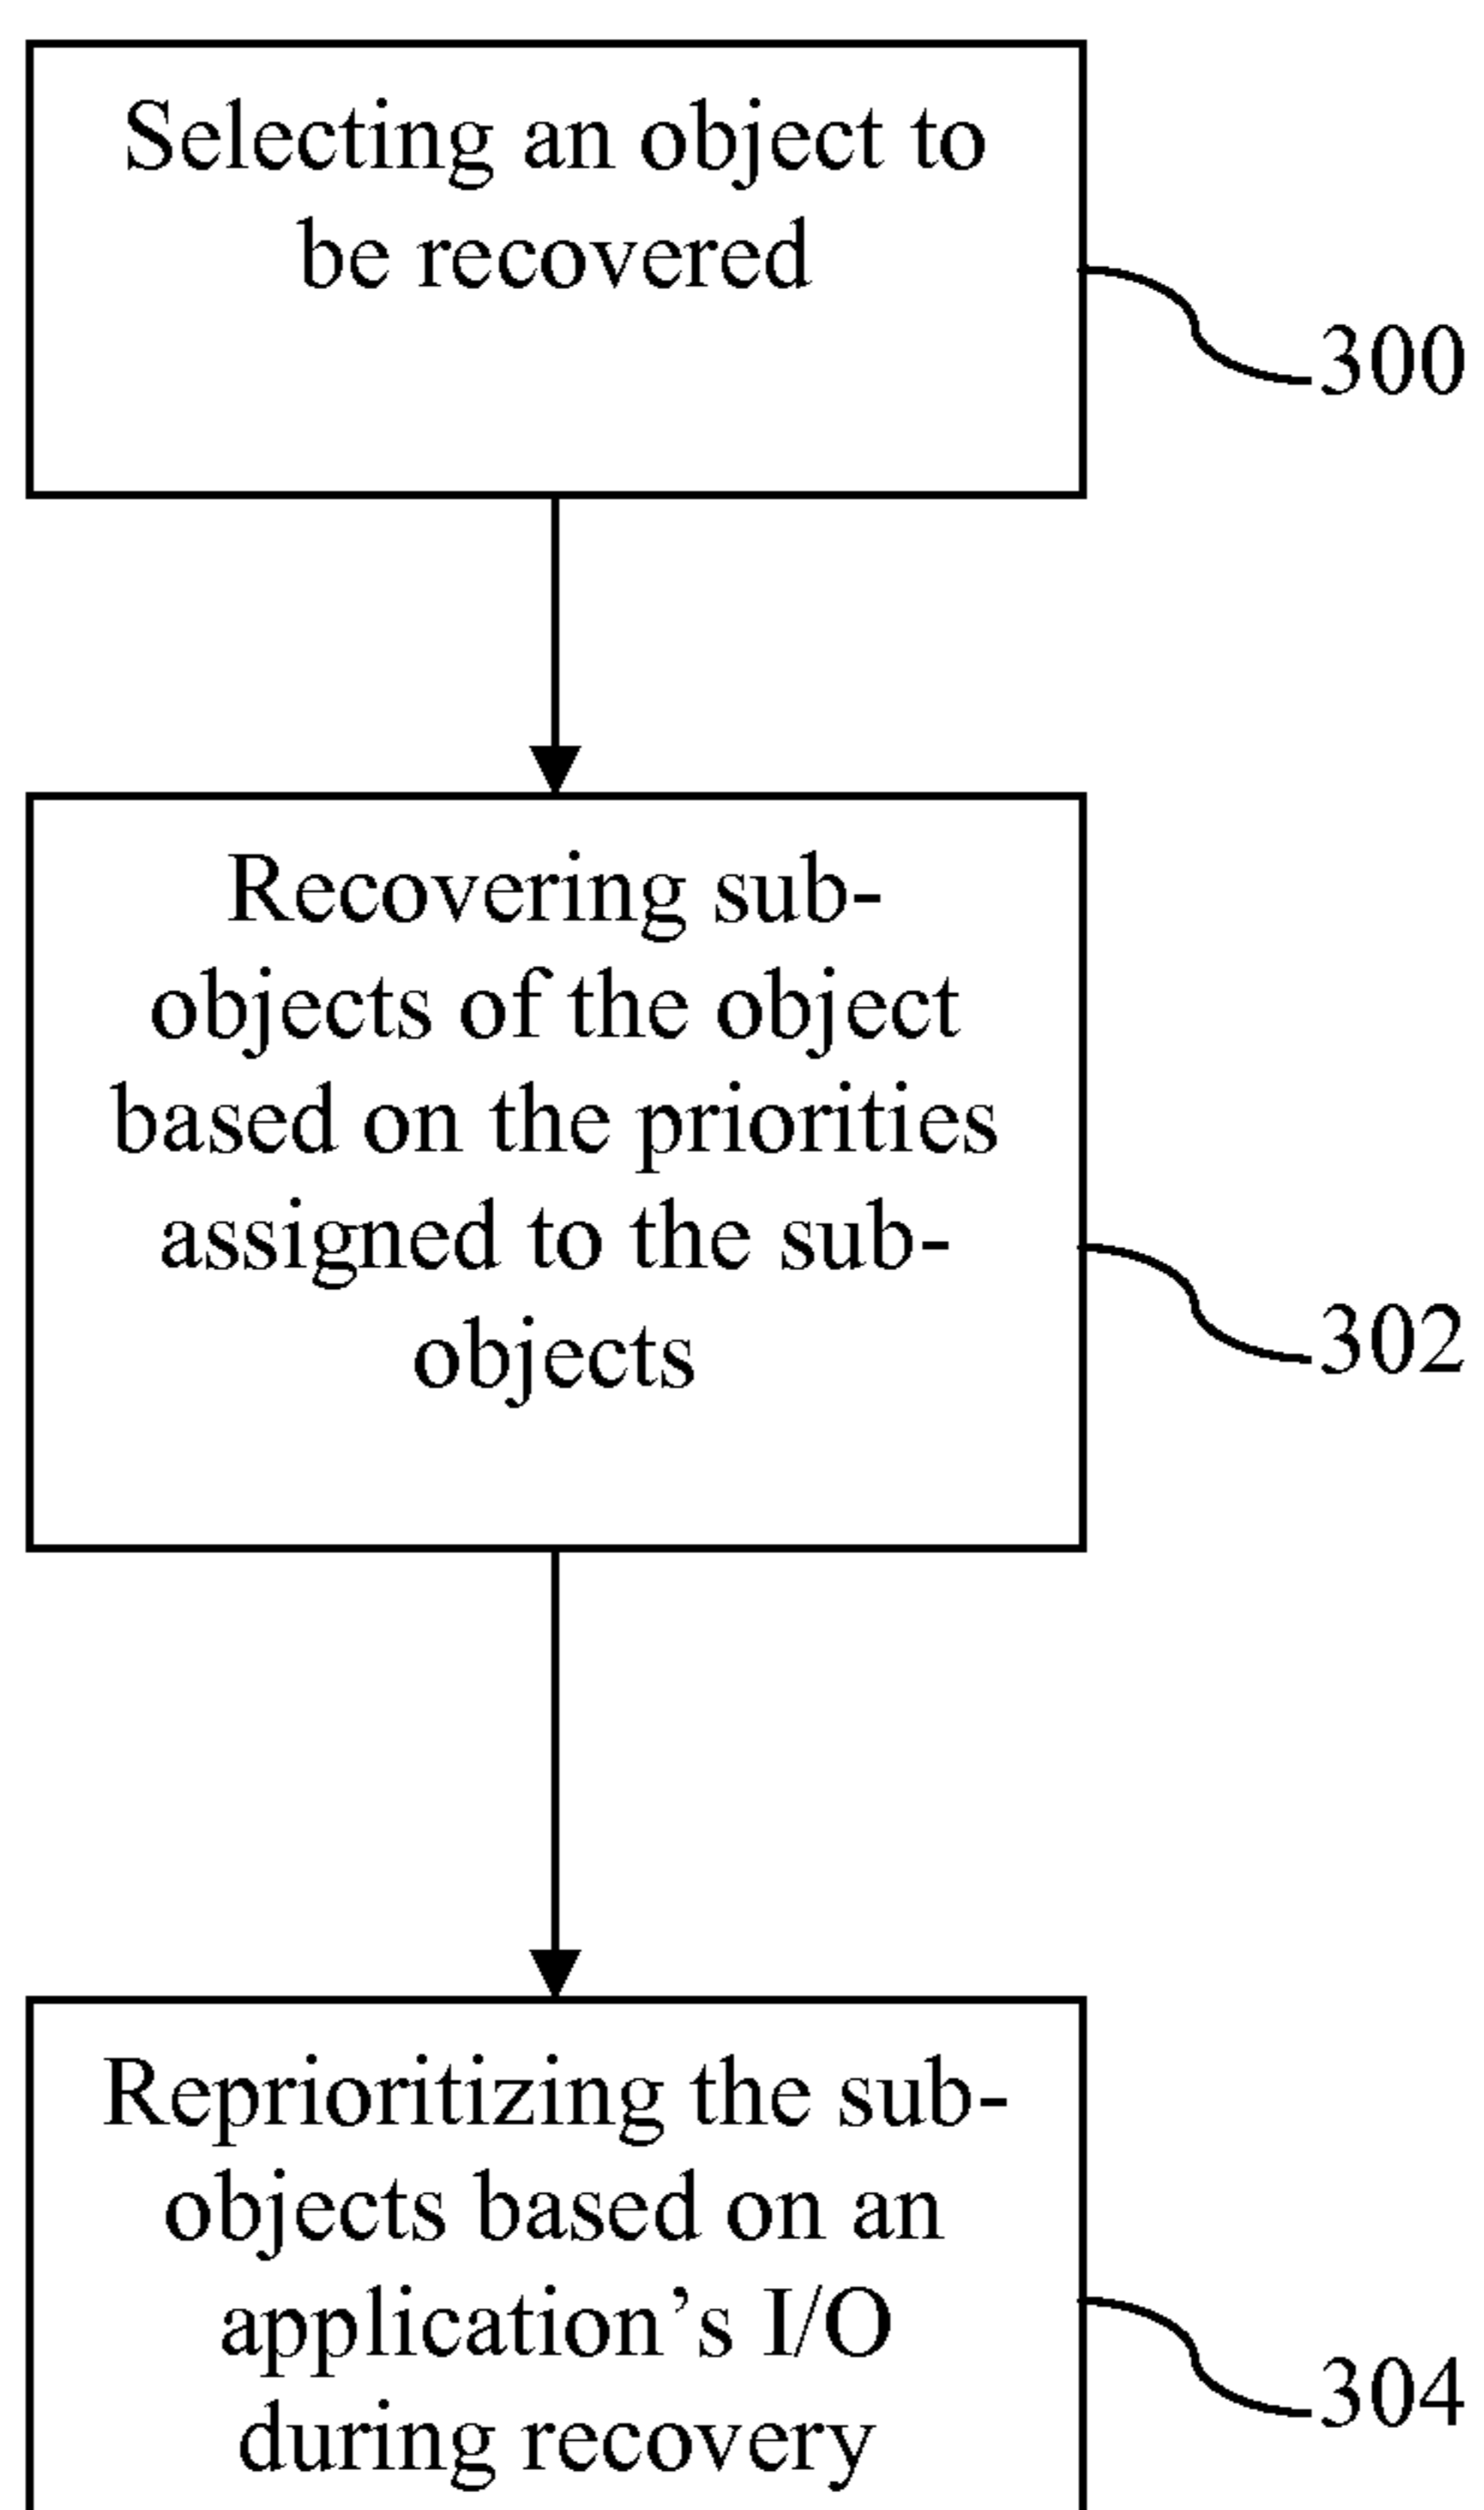 Selecting an object to
be recovered
300
Recovering sub-
objects of the object
based on the priorities
assigned to the sub-
objects
302
Reprioritizing the sub-
objects based on an
application’s I/O
during recovery
304